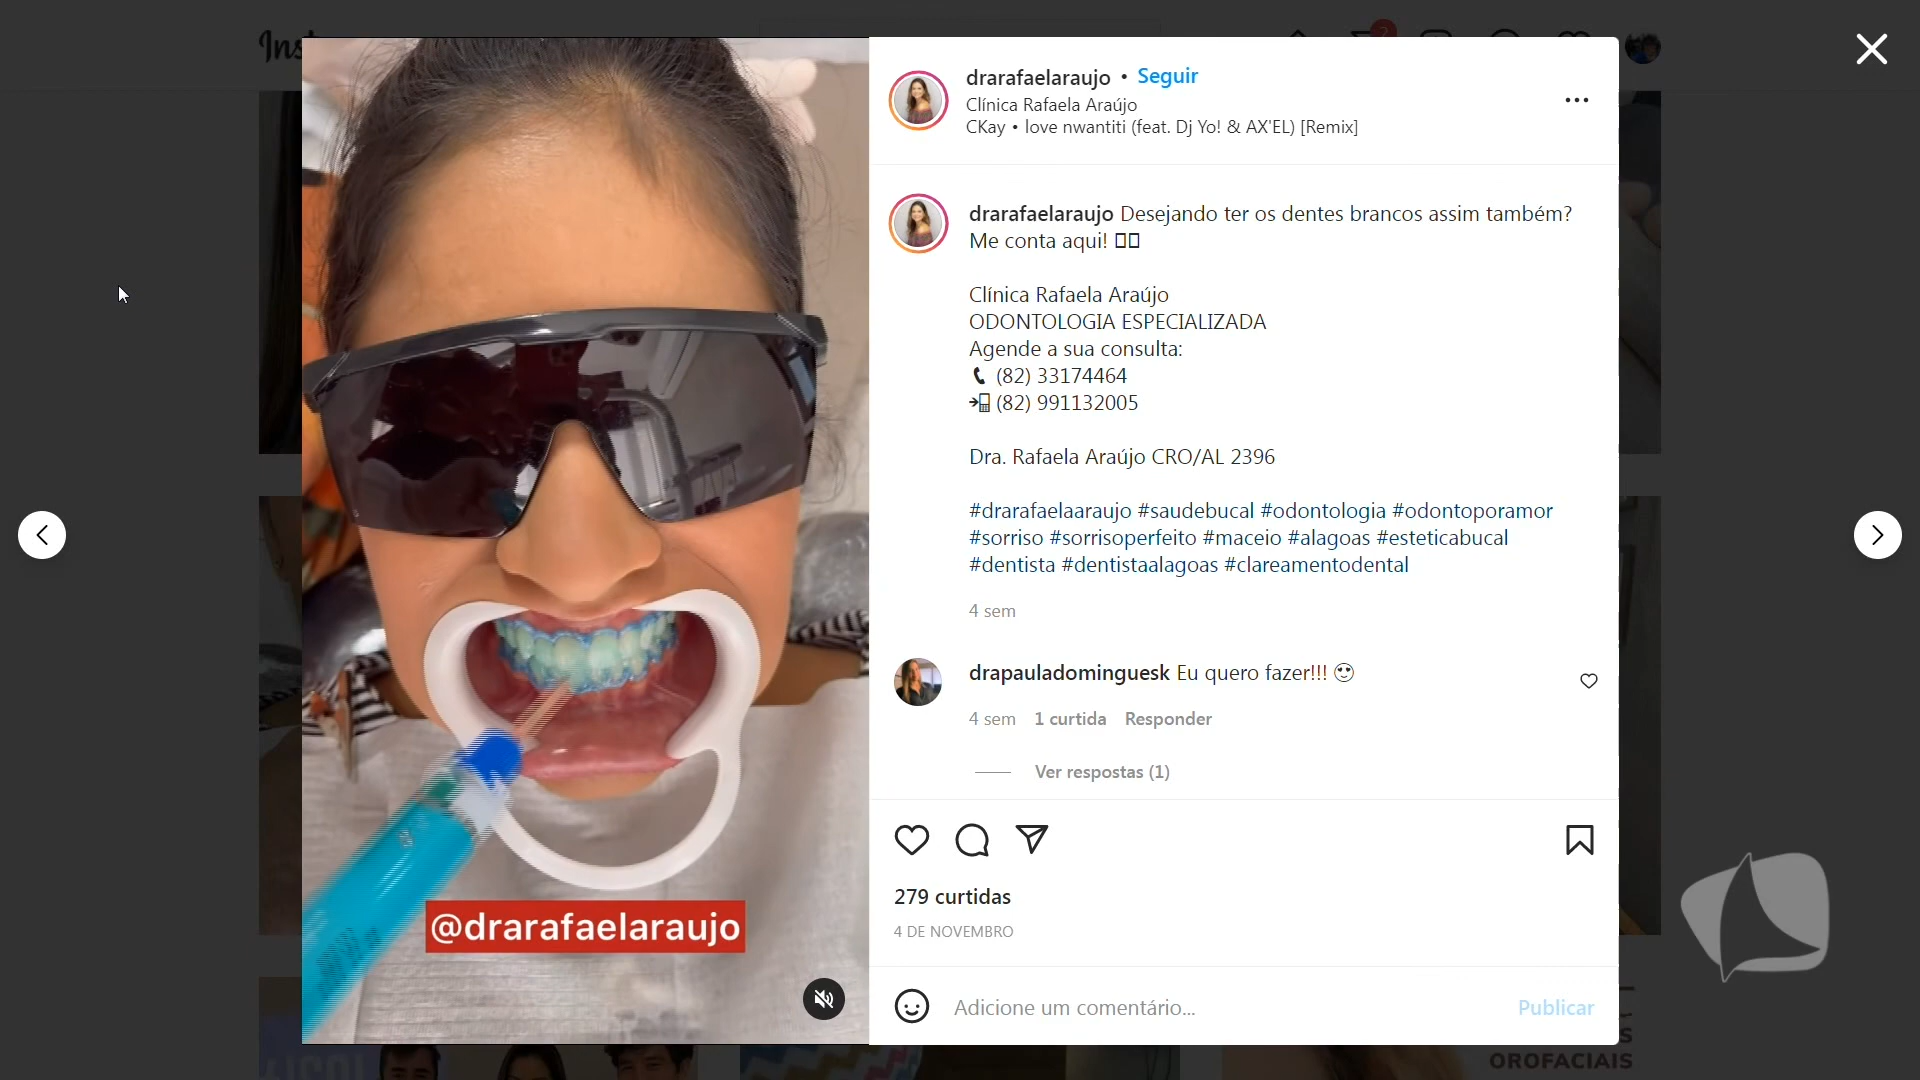 Inst
2
drarafaelaraujo • Seguir
Clínica Rafaela Araújo
CKay • love nwantiti (feat. Dj Yo! & AX'EL) [Remix]
drarafaelaraujo Desejando ter os dentes brancos assim também?
Me conta aqui!
Clínica Rafaela Araújo
ODONTOLOGIA ESPECIALIZADA
Agende a sua consulta:
(82) 33174464
(82) 991132005
Dra. Rafaela Araújo CRO/AL 2396
#drarafaelaaraujo #saudebucal #odontologia #odontoporamor
#sorriso #sorrisoperfeito #maceio #alagoas #esteticabucal
#dentista #dentistaalagoas #clareamentodental
4 sem
drapauladominguesk Eu quero fazer!!! 
4 sem 1 curtida Responder
Ver respostas (1)
279 curtidas
4 DE NOVEMBRO
Adicione um comentário...
Publicar
@drarafaelaraujo
OROFACIAIS